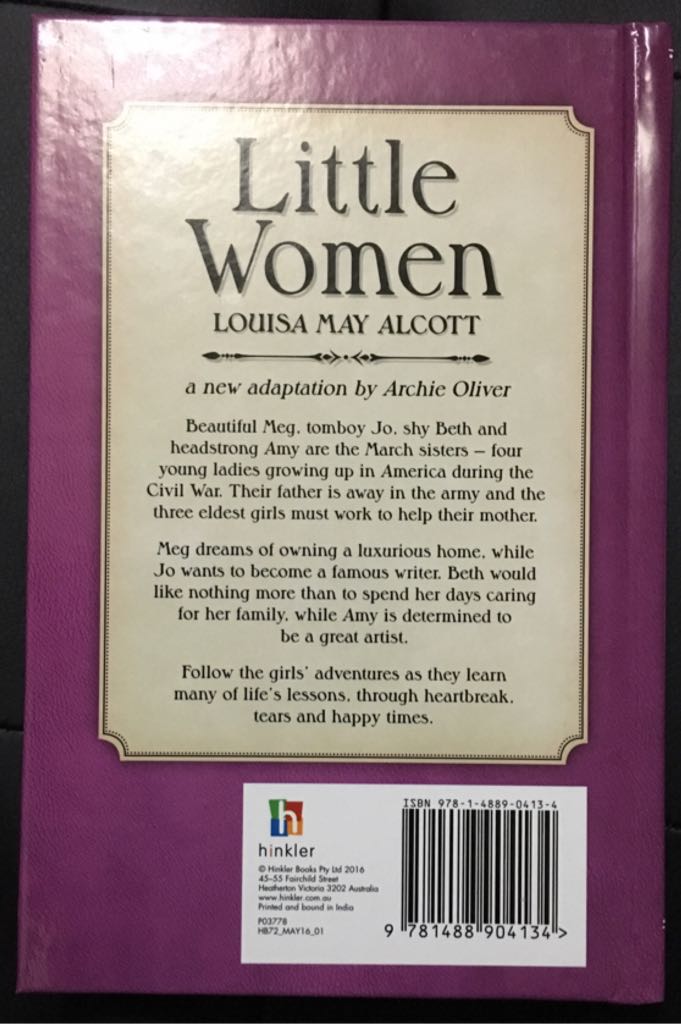 Little
Women
LOUISA MAY ALCOTT
a new adaptation by Archie Oliver
Beautiful Meg, tomboy Jo, shy Beth and
headstrong Amy are the March sisters – four
young ladies growing up in America during the
Civil War. Their father is away in the army and the
three eldest girls must work to help their mother.
Meg dreams of owning a luxurious home, while
Jo wants to become a famous writer. Beth would
like nothing more than to spend her days caring
for her family, while Amy is determined to
be a great artist.
Follow the girls' adventures as they learn
many of life's lessons, through heartbreak,
tears and happy times.
h
hinkler
© Hinkler Books Pty Ltd 2016
45–55 Fairchild Street
Heatherton Victoria 3202 Australia
www.hinkler.com.au
Printed and bound in India
P03778
HB72_MAY16_01
ISBN 978-1-4889-0413-4
9 781488 904134 >